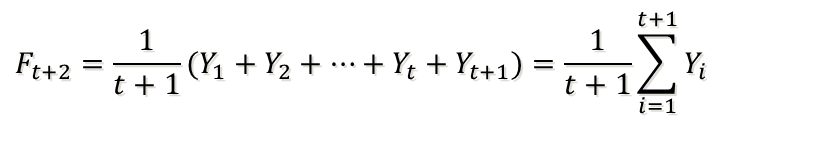 F_{t+2} = \frac{1}{t+1}(Y_1 + Y_2 + \cdots + Y_t + Y_{t+1}) = \frac{1}{t+1}\sum_{i=1}^{t+1} Y_i